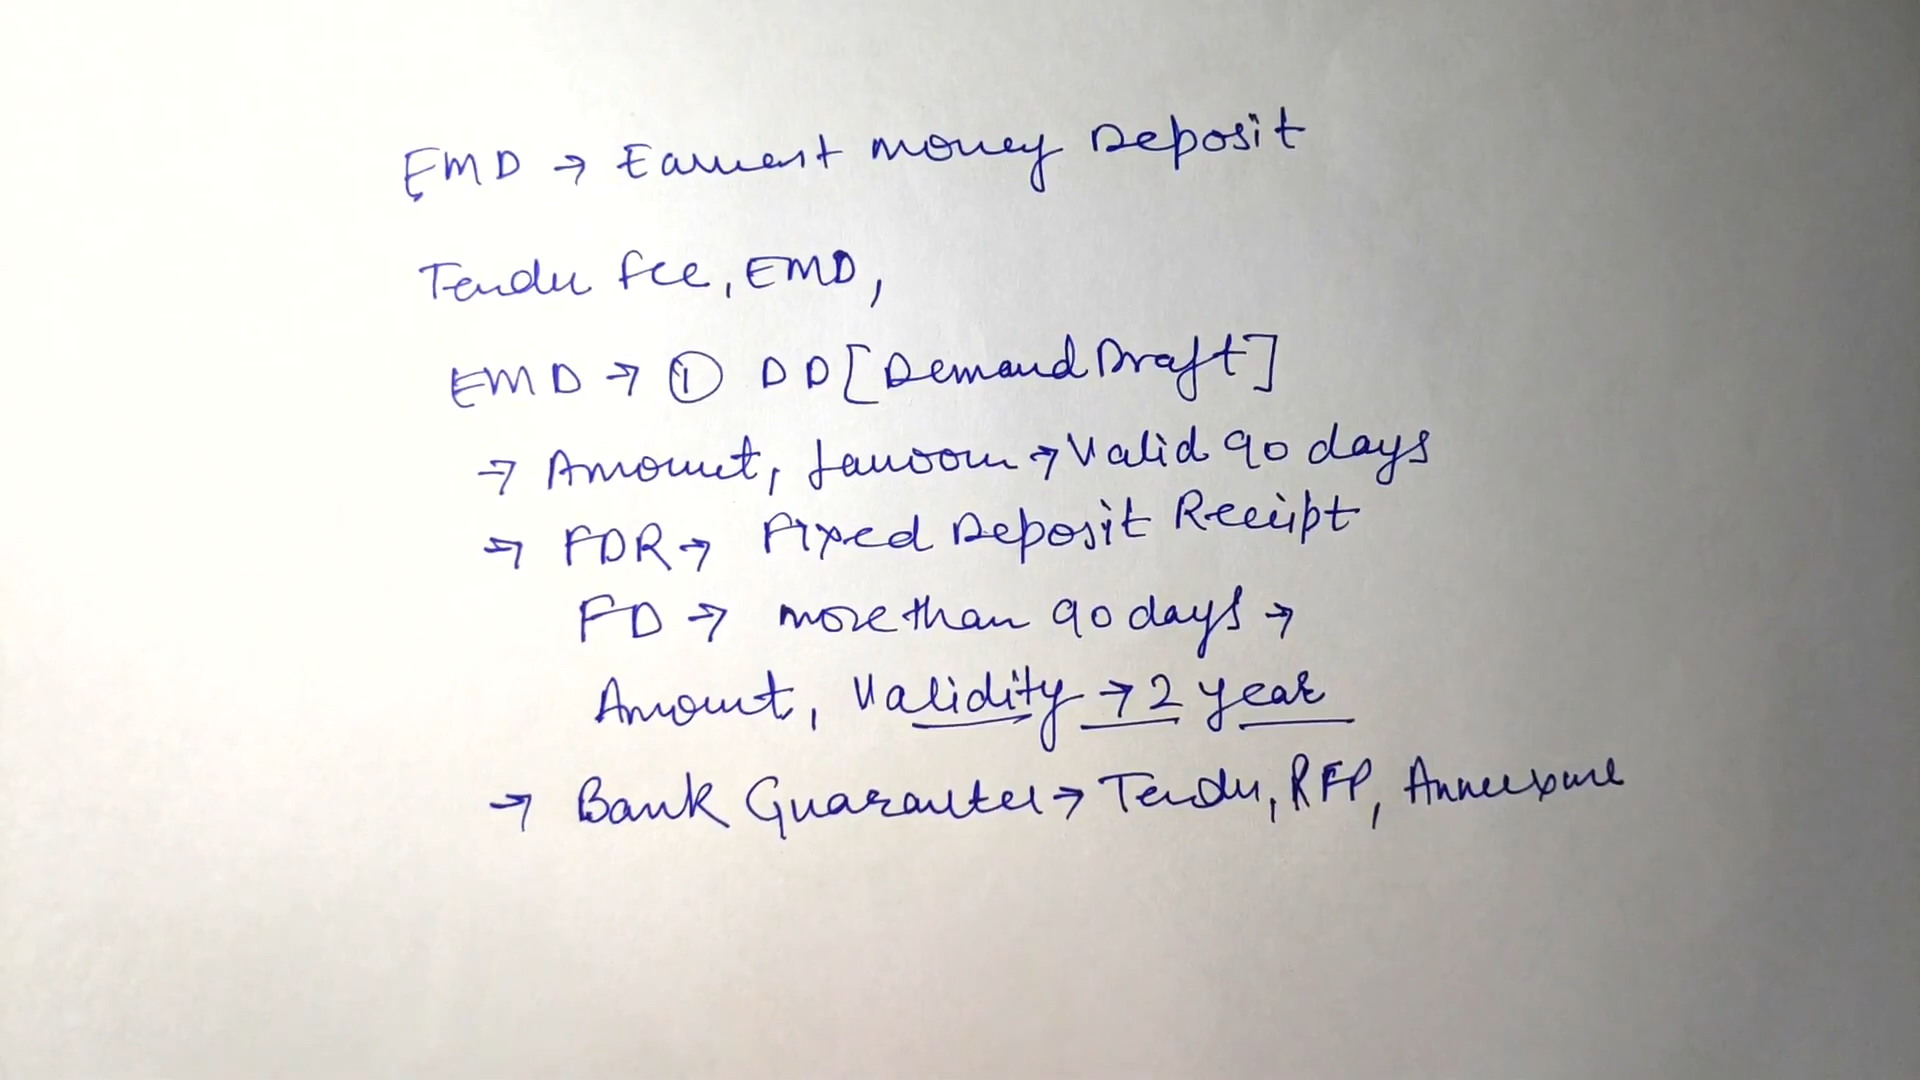 EMD → Earnest money Deposit
Tender fee, EMD,
EMD → ① DD [Demand Draft]
→ Amount, favour → Valid 90 days
→ FDR → Fixed Deposit Receipt
FD → more than 90 days →
Amount, Validity → 2 year
→ Bank Guarantee → Tender, RFP, Annexure